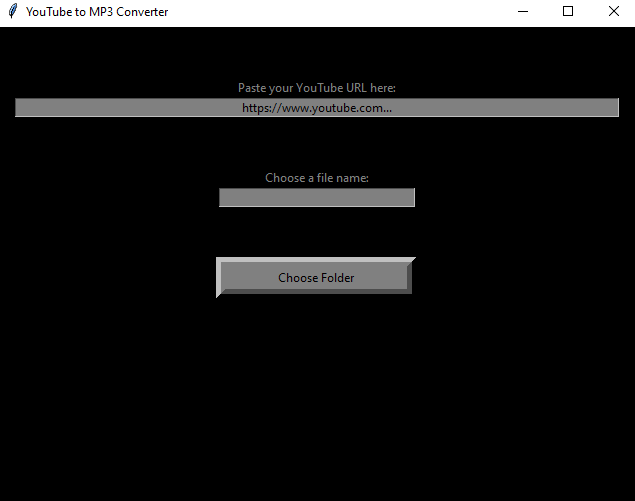 YouTube to MP3 Converter
Paste your YouTube URL here:
https://www.youtube.com...
Choose a file name:
Choose Folder